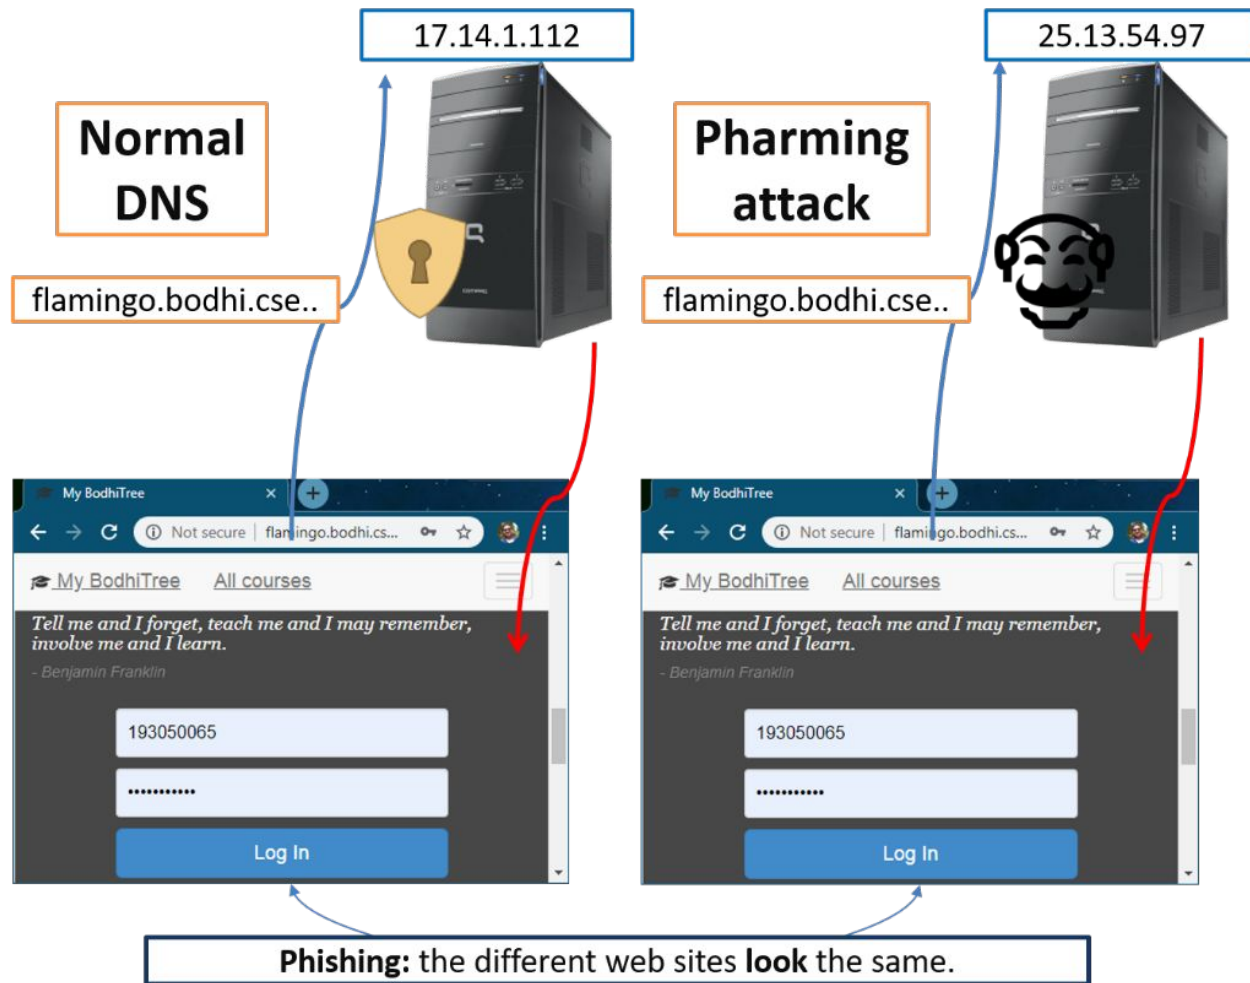 17.14.1.112
25.13.54.97
Normal
DNS
Pharming
attack
flamingo.bodhi.cse..
flamingo.bodhi.cse..
My BodhiTree
Not secure | flamingo.bodhi.cs...
My BodhiTree All courses
Tell me and I forget, teach me and I may remember,
involve me and I learn.
- Benjamin Franklin
193050065
Log In
My BodhiTree
Not secure | flamingo.bodhi.cs...
My BodhiTree All courses
Tell me and I forget, teach me and I may remember,
involve me and I learn.
- Benjamin Franklin
193050065
Log In
Phishing: the different web sites look the same.